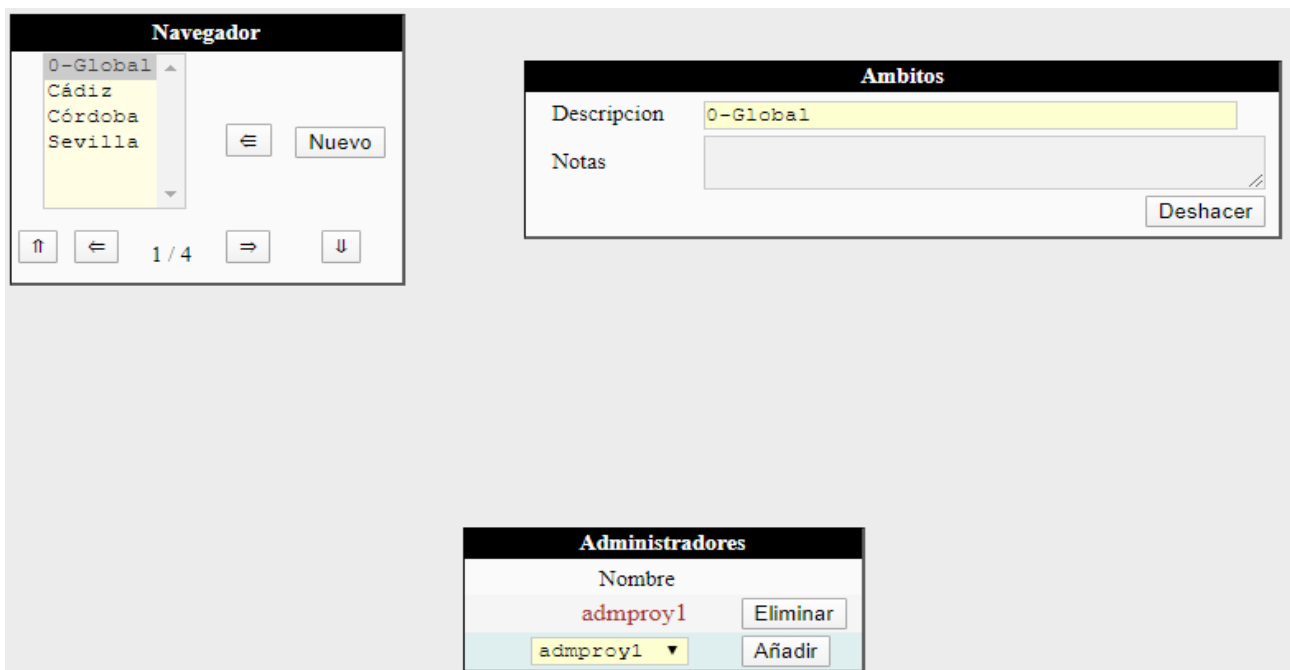 Navegador
0-Global
Cádiz
Córdoba
Sevilla
⋹ Nuevo
⇑ ⇐ 1 / 4 ⇒ ⇓
Ambitos
Descripcion 0-Global
Notas
Deshacer
Administradores
Nombre
admproy1 Eliminar
admproy1 ▼ Añadir